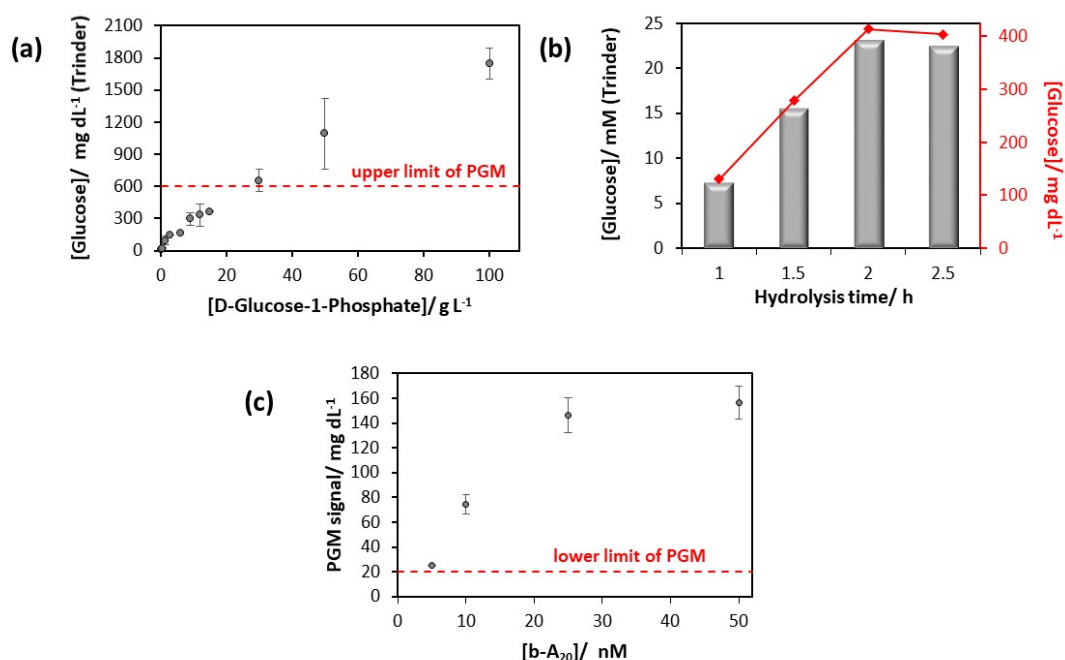 (a)
[Glucose]/ mg dL⁻¹ (Trinder)
2100
1800
1500
1200
900
600
300
0
upper limit of PGM
0 20 40 60 80 100
[D-Glucose-1-Phosphate]/ g L⁻¹
(b)
[Glucose]/ mM (Trinder)
25
20
15
10
5
0
400
300
200
100
0
[Glucose]/ mg dL⁻¹
1 1.5 2 2.5
Hydrolysis time/ h
(c)
PGM signal/ mg dL⁻¹
180
160
140
120
100
80
60
40
20
0
lower limit of PGM
0 10 20 30 40 50
[b-A₂₀]/ nM